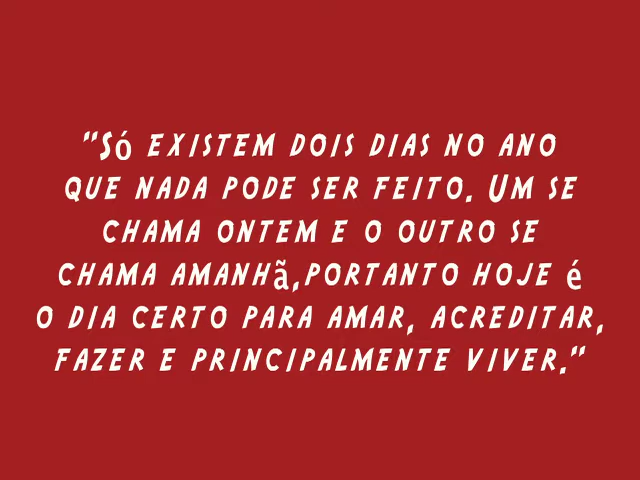 "Só existem dois dias no ano
que nada pode ser feito. Um se
chama ontem e o outro se
chama amanhã,portanto hoje é
o dia certo para amar, acreditar,
fazer e principalmente viver."